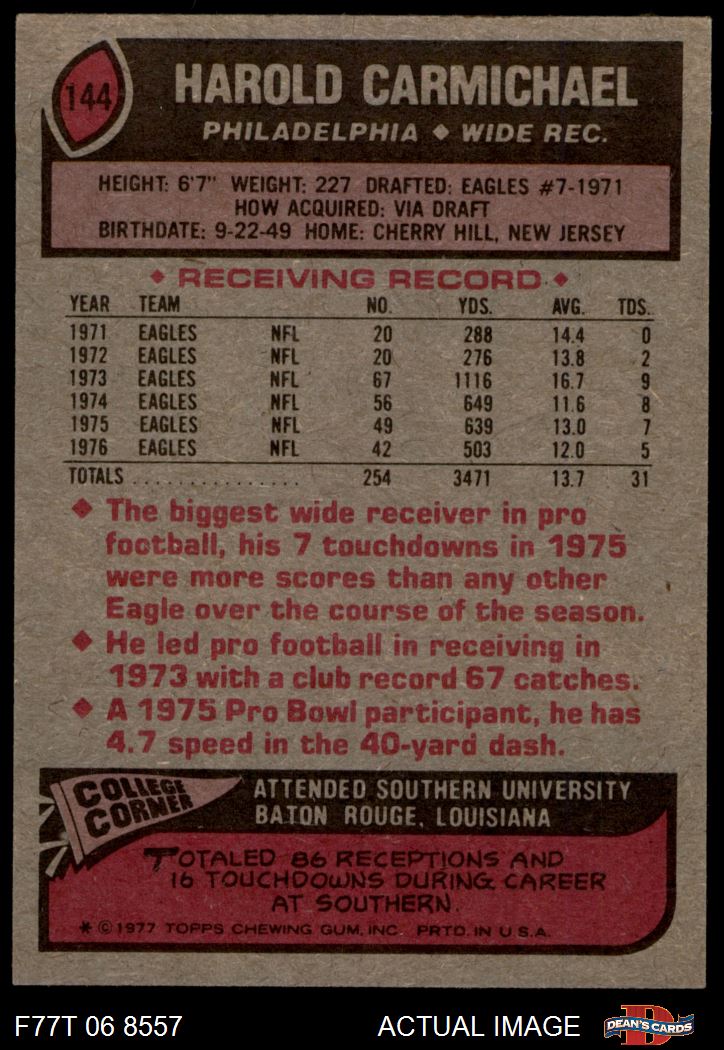 144
HAROLD CARMICHAEL
PHILADELPHIA ◆ WIDE REC.
HEIGHT: 6'7" WEIGHT: 227 DRAFTED: EAGLES #7-1971
HOW ACQUIRED: VIA DRAFT
BIRTHDATE: 9-22-49 HOME: CHERRY HILL, NEW JERSEY
◆ RECEIVING RECORD ◆
YEAR TEAM NO. YDS. AVG. TDS.
1971 EAGLES NFL 20 288 14.4 0
1972 EAGLES NFL 20 276 13.8 2
1973 EAGLES NFL 67 1116 16.7 9
1974 EAGLES NFL 56 649 11.6 8
1975 EAGLES NFL 49 639 13.0 7
1976 EAGLES NFL 42 503 12.0 5
TOTALS . . . . . . . . . . . . . . . 254 3471 13.7 31
◆ The biggest wide receiver in pro
football, his 7 touchdowns in 1975
were more scores than any other
Eagle over the course of the season.
◆ He led pro football in receiving in
1973 with a club record 67 catches.
◆ A 1975 Pro Bowl participant, he has
4.7 speed in the 40-yard dash.
COLLEGE
CORNER
ATTENDED SOUTHERN UNIVERSITY
BATON ROUGE, LOUISIANA
TOTALED 86 RECEPTIONS AND
16 TOUCHDOWNS DURING CAREER
AT SOUTHERN.
* © 1977 TOPPS CHEWING GUM, INC. PRTD. IN U.S.A.
F77T 06 8557 ACTUAL IMAGE
D
DEAN'S CARDS